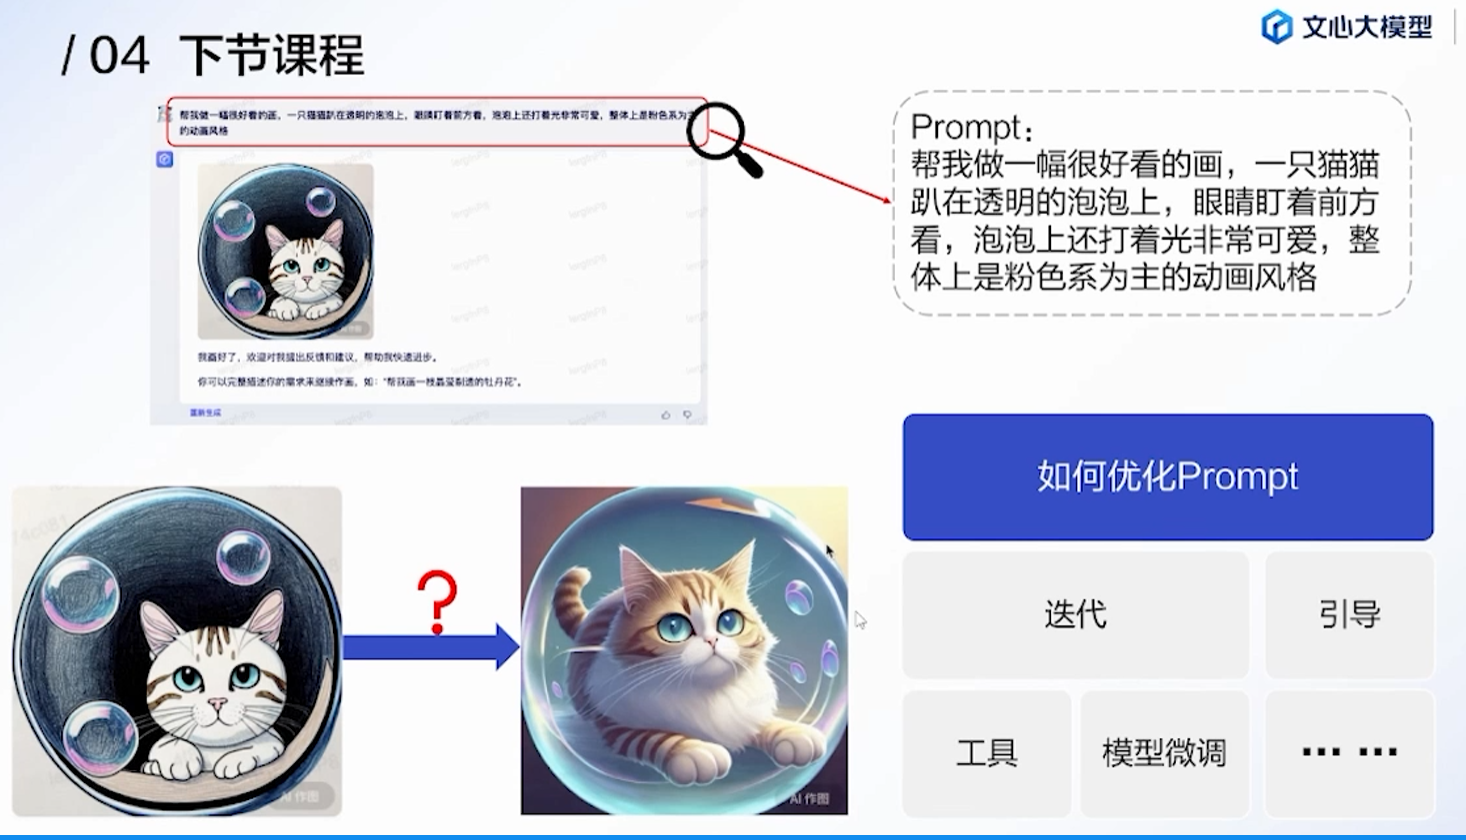 / 04 下节课程
文心大模型
帮我做一幅很好看的画，一只猫猫趴在透明的泡泡上，眼睛盯着前方看，泡泡上还打着光非常可爱，整体上是粉色系为主
的动画风格
我画好了，欢迎对我提出反馈和建议，帮助我快速进步。
你可以完整描述你的需求来继续作画，如：“帮我画一枝晶莹剔透的牡丹花”。
重新生成
Prompt：
帮我做一幅很好看的画，一只猫猫
趴在透明的泡泡上，眼睛盯着前方
看，泡泡上还打着光非常可爱，整
体上是粉色系为主的动画风格
?
AI 作图
AI 作图
如何优化Prompt
迭代
引导
工具
模型微调
... ...